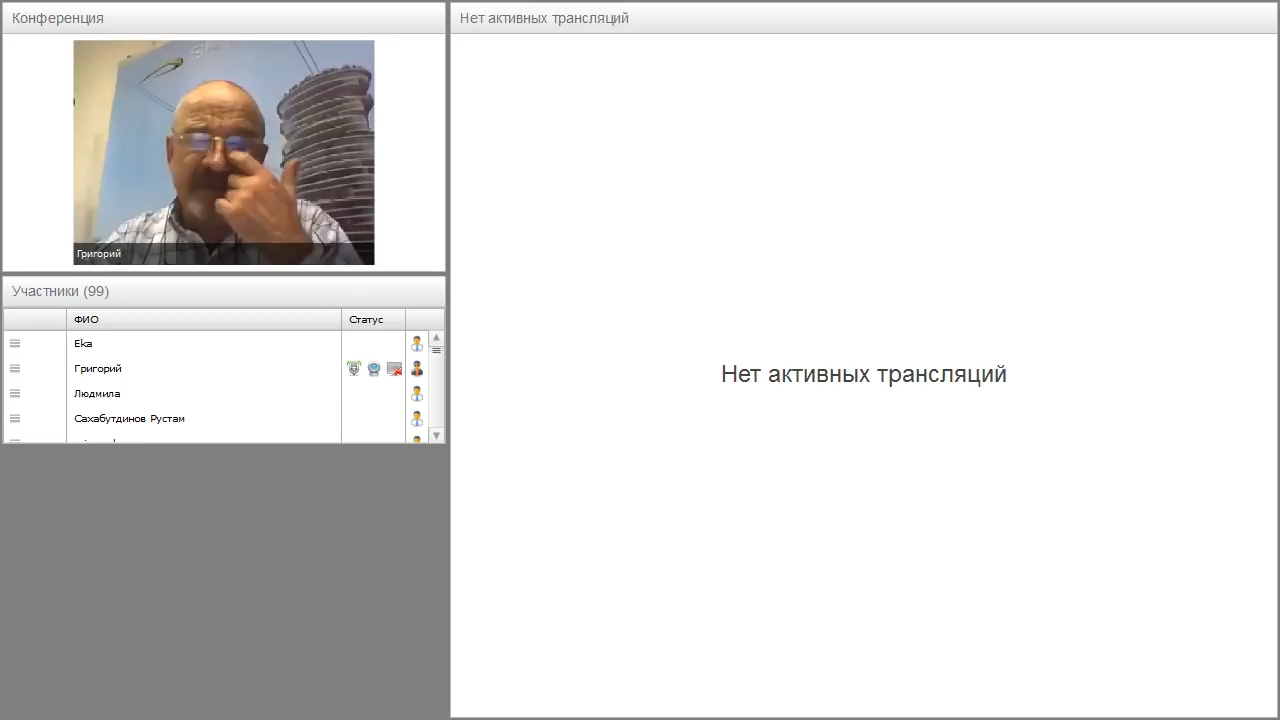 Конференция
Григорий
Участники (99)
ФИО Статус
Eka
Григорий
Людмила
Сахабутдинов Рустам
Нет активных трансляций
Нет активных трансляций